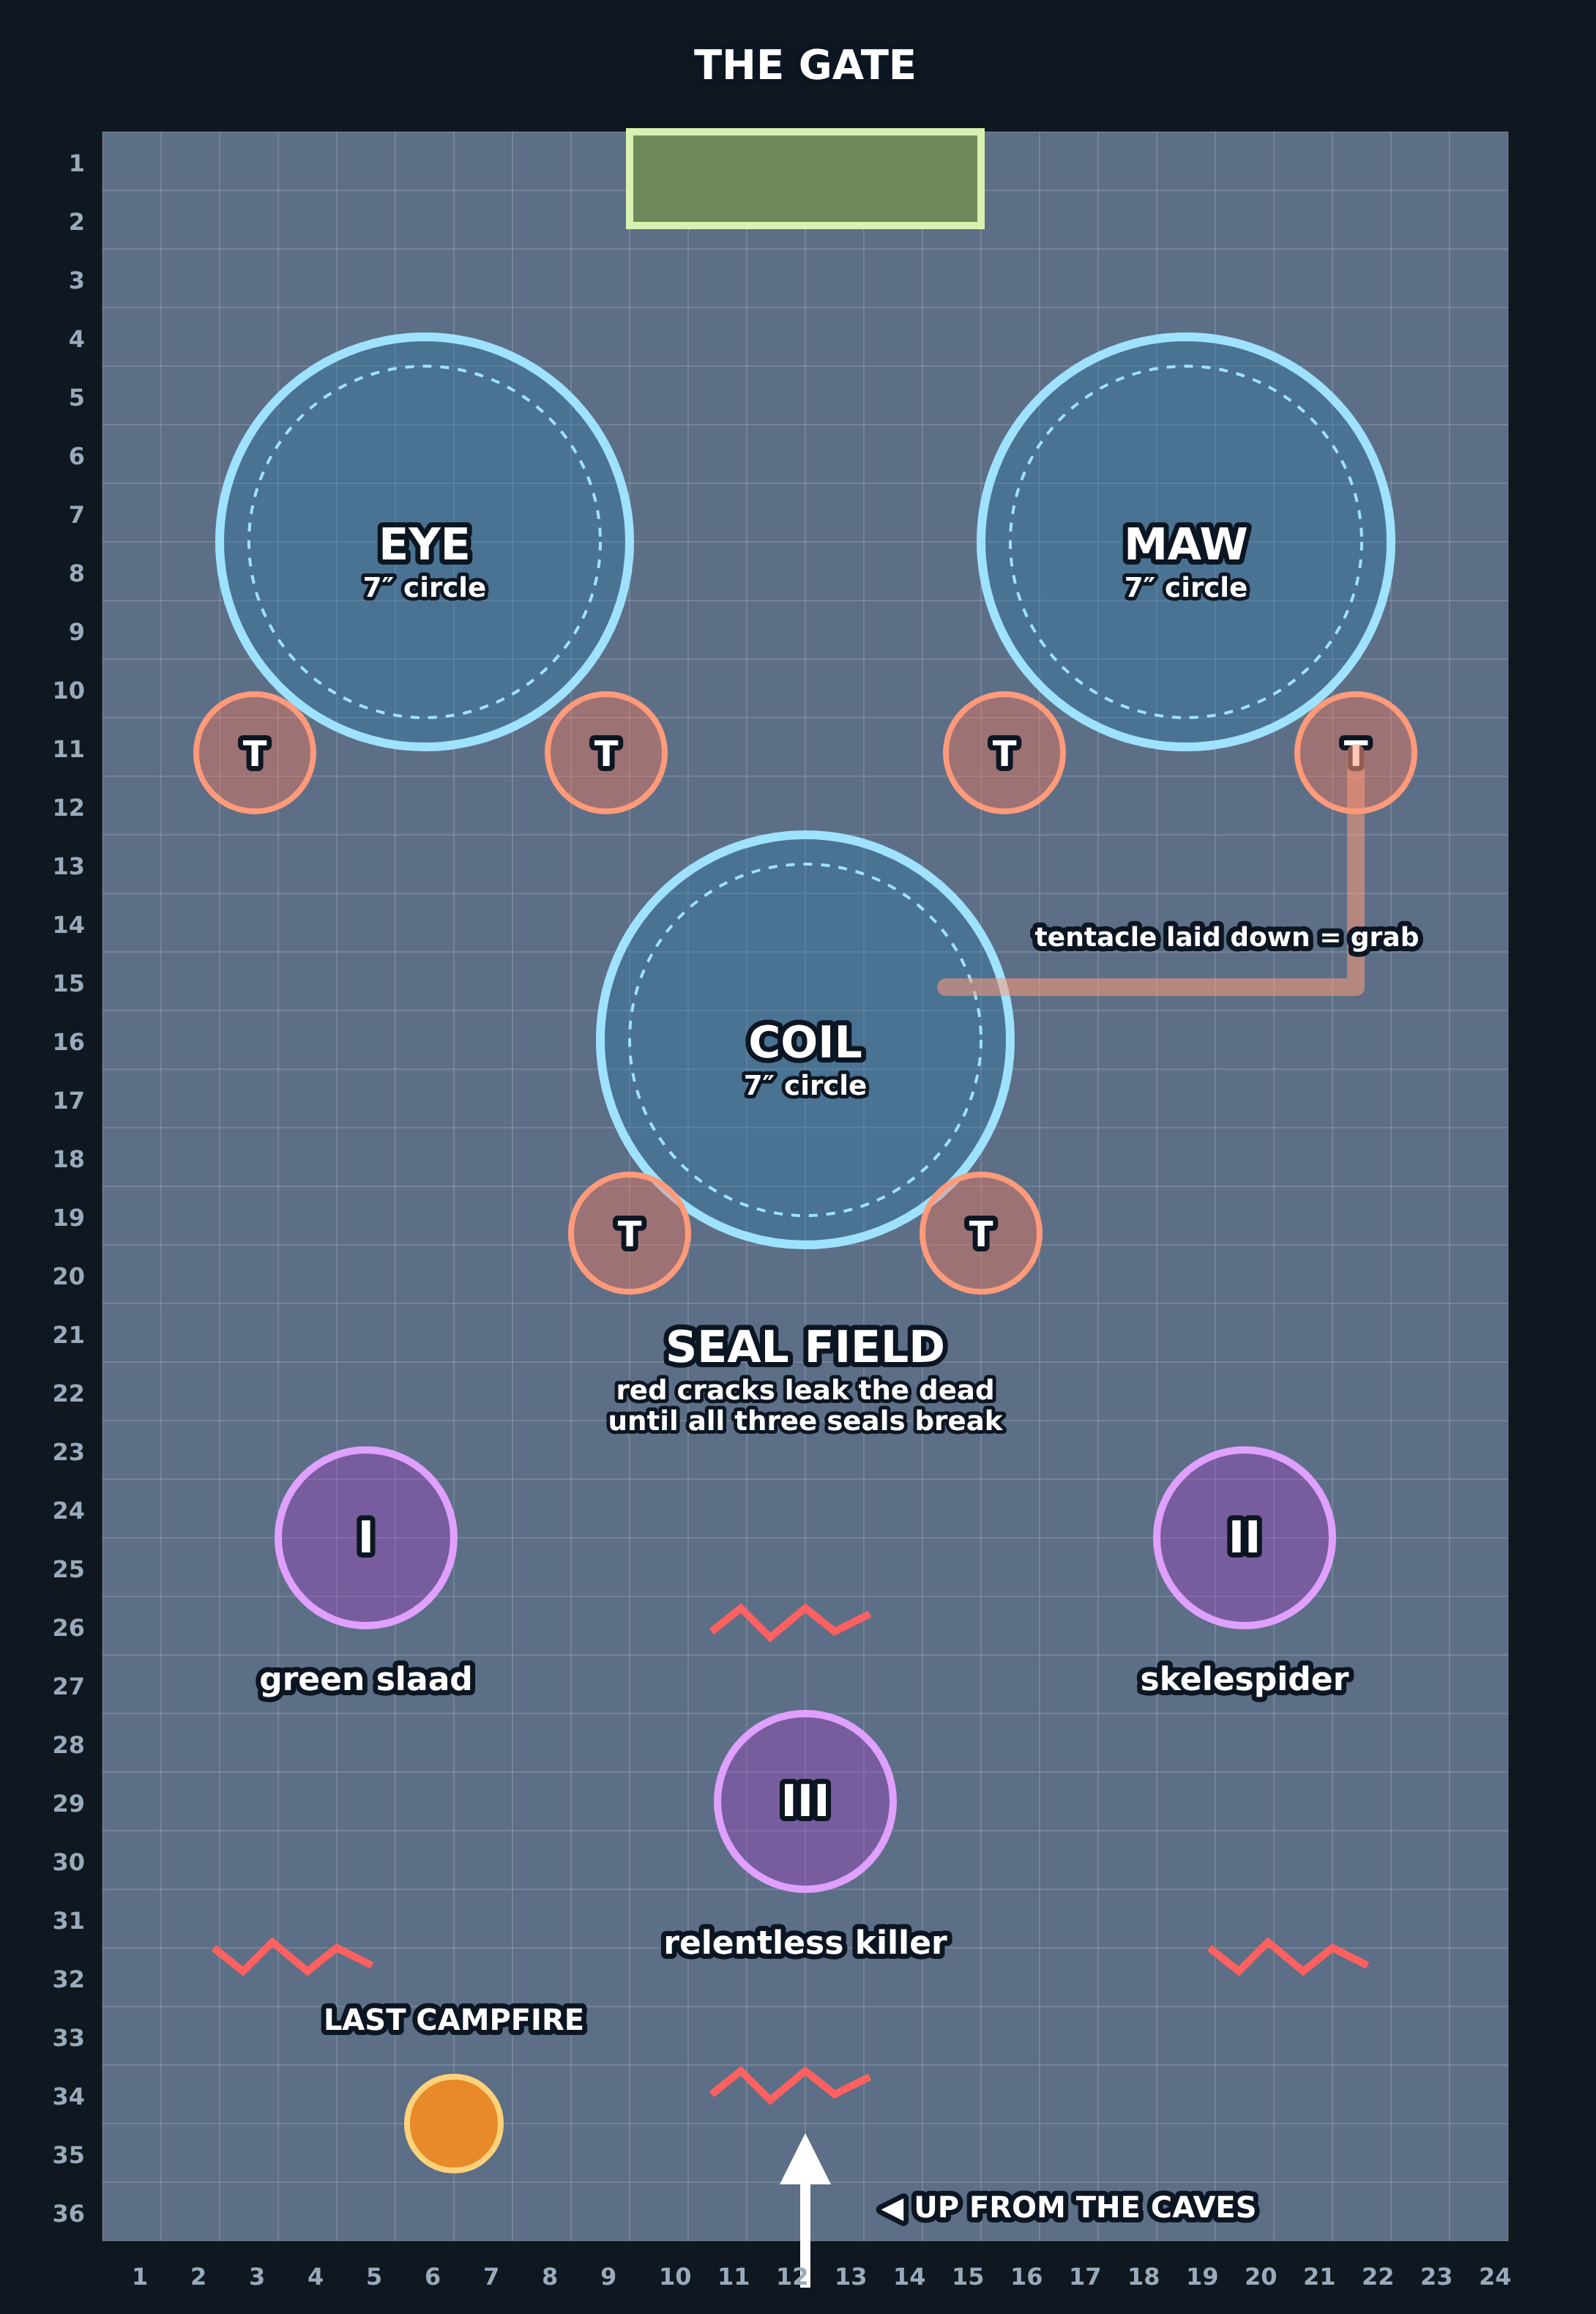 THE GATE
1
2
3
4
5
6
7
EYE
MAW
8
7″ circle
7″ circle
9
10
11
T
T
T
T
12
13
14
tentacle laid down = grab
15
16
COIL
17
7″ circle
18
19
T
T
20
21
SEAL FIELD
22
red cracks leak the dead
until all three seals break
23
24
I
II
25
26
27
green slaad
skelespider
28
29
III
30
31
relentless killer
32
LAST CAMPFIRE
33
34
35
36
◀ UP FROM THE CAVES
1 2 3 4 5 6 7 8 9 10 11 12 13 14 15 16 17 18 19 20 21 22 23 24